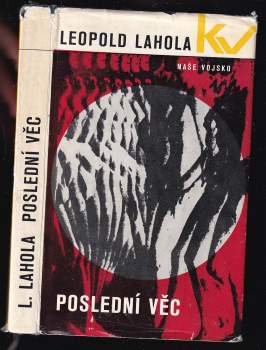 LEOPOLD LAHOLA
KV
NAŠE VOJSKO
POSLEDNÍ VĚC
L. LAHOLA POSLEDNÍ VĚC